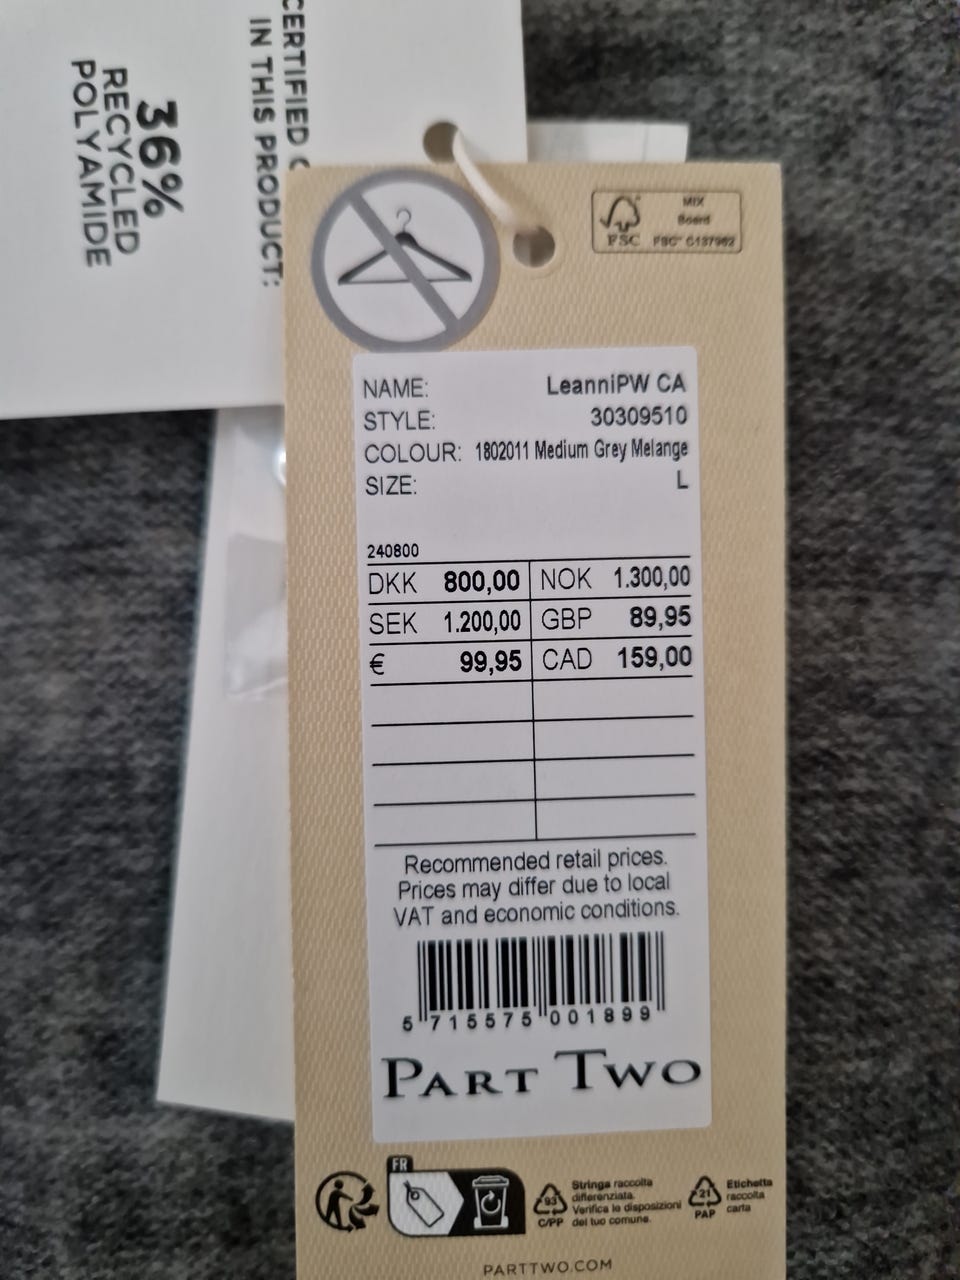 CERTIFIED
IN THIS PRODUCT:
36%
RECYCLED
POLYAMIDE
FSC
MIX
Board
FSC® C137962
NAME: LeanniPW CA
STYLE: 30309510
COLOUR: 1802011 Medium Grey Melange
SIZE: L
240800
DKK 800,00 NOK 1.300,00
SEK 1.200,00 GBP 89,95
€ 99,95 CAD 159,00
Recommended retail prices.
Prices may differ due to local
VAT and economic conditions.
5 715575 001899
PART TWO
FR
93
C/PP
Stringa raccolta
differenziata.
Verifica le disposizioni
del tuo comune.
21
PAP
Etichetta
raccolta
carta
PARTTWO.COM